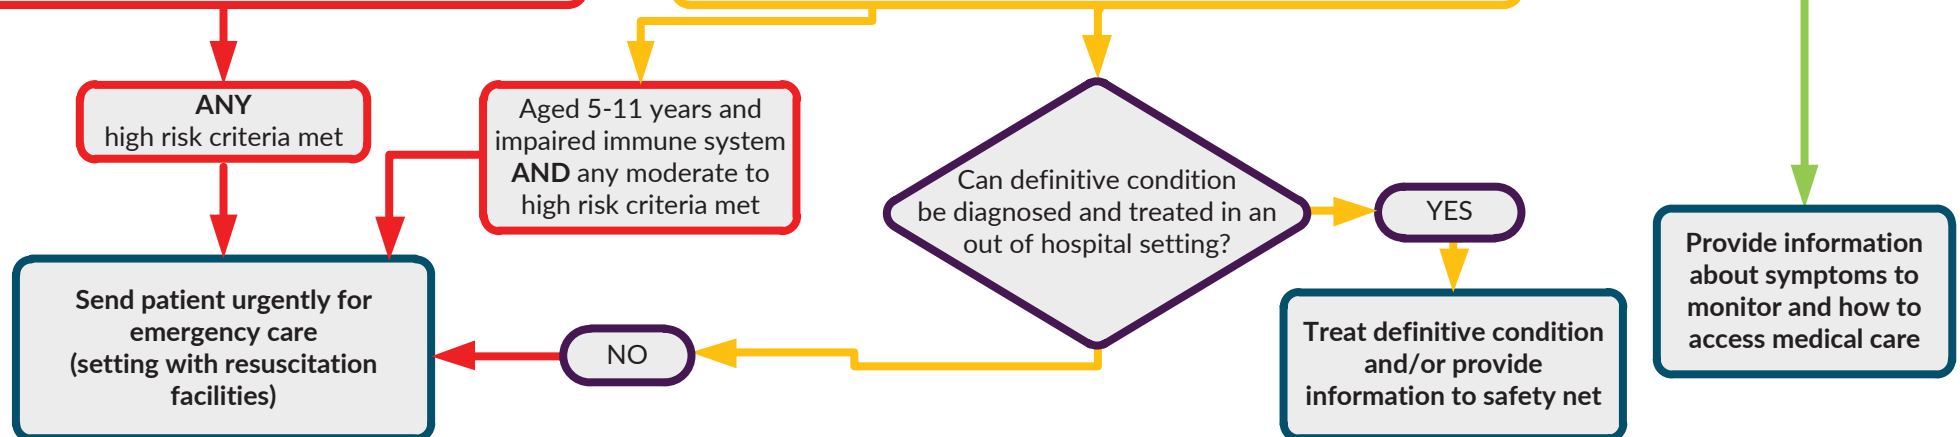 ANY
high risk criteria met
Aged 5-11 years and
impaired immune system
AND any moderate to
high risk criteria met
Can definitive condition
be diagnosed and treated in an
out of hospital setting?
YES
Provide information
about symptoms to
monitor and how to
access medical care
Send patient urgently for
emergency care
(setting with resuscitation
facilities)
NO
Treat definitive condition
and/or provide
information to safety net